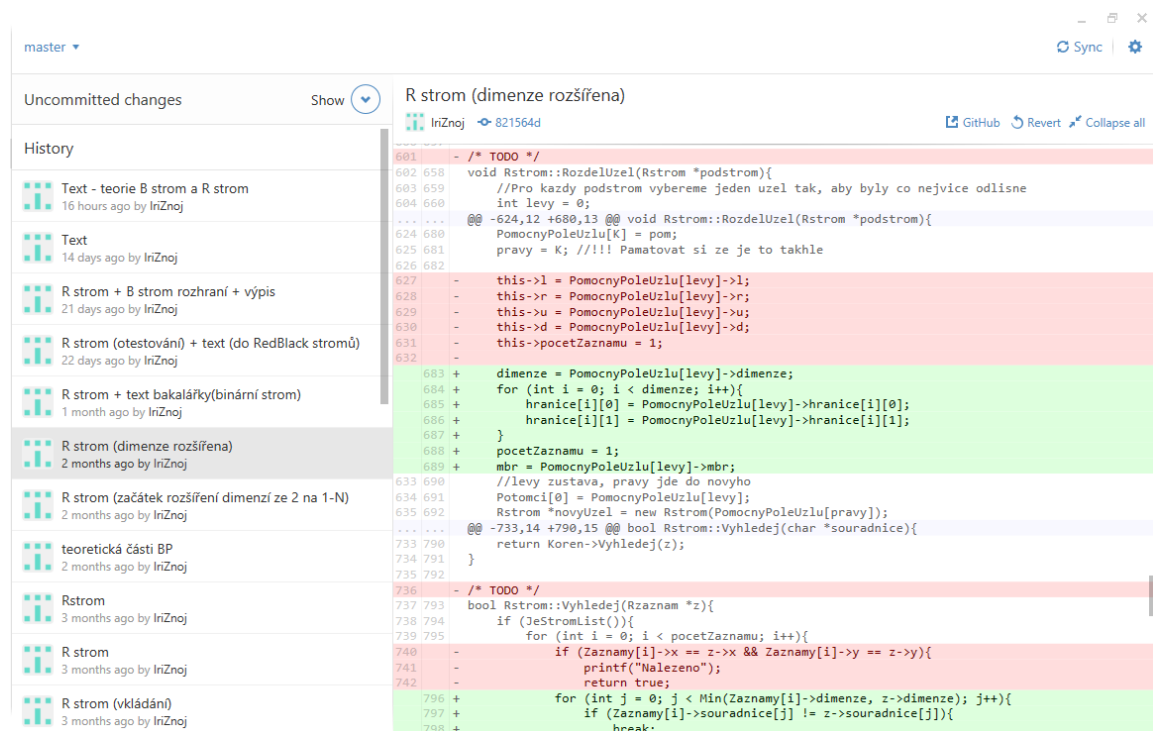 master
Sync
Uncommitted changes
Show
History
Text - teorie B strom a R strom
16 hours ago by IriZnoj
Text
14 days ago by IriZnoj
R strom + B strom rozhraní + výpis
21 days ago by IriZnoj
R strom (otestování) + text (do RedBlack stromů)
22 days ago by IriZnoj
R strom + text bakalářky(binární strom)
1 month ago by IriZnoj
R strom (dimenze rozšířena)
2 months ago by IriZnoj
R strom (začátek rozšíření dimenzí ze 2 na 1-N)
2 months ago by IriZnoj
teoretická části BP
2 months ago by IriZnoj
Rstrom
3 months ago by IriZnoj
R strom
3 months ago by IriZnoj
R strom (vkládání)
3 months ago by IriZnoj
R strom (dimenze rozšířena)
IriZnoj 821564d GitHub Revert Collapse all
601 - /* TODO */
602 658 void Rstrom::RozdelUzel(Rstrom *podstrom){
603 659 //Pro kazdy podstrom vybereme jeden uzel tak, aby byly co nejvice odlisne
604 660 int levy = 0;
... ... @@ -624,12 +680,13 @@ void Rstrom::RozdelUzel(Rstrom *podstrom){
624 680 PomocnyPoleUzlu[K] = pom;
625 681 pravy = K; //!!! Pamatovat si ze je to takhle
626 682
627 - this->l = PomocnyPoleUzlu[levy]->l;
628 - this->r = PomocnyPoleUzlu[levy]->r;
629 - this->u = PomocnyPoleUzlu[levy]->u;
630 - this->d = PomocnyPoleUzlu[levy]->d;
631 - this->pocetZaznamu = 1;
632 -
683 + dimenze = PomocnyPoleUzlu[levy]->dimenze;
684 + for (int i = 0; i < dimenze; i++){
685 + hranice[i][0] = PomocnyPoleUzlu[levy]->hranice[i][0];
686 + hranice[i][1] = PomocnyPoleUzlu[levy]->hranice[i][1];
687 + }
688 + pocetZaznamu = 1;
689 + mbr = PomocnyPoleUzlu[levy]->mbr;
633 690 //levy zustava, pravy jde do novyho
634 691 Potomci[0] = PomocnyPoleUzlu[levy];
635 692 Rstrom *novyUzel = new Rstrom(PomocnyPoleUzlu[pravy]);
... ... @@ -733,14 +790,15 @@ bool Rstrom::Vyhledej(char *souradnice){
733 790 return Koren->Vyhledej(z);
734 791 }
735 792
736 - /* TODO */
737 793 bool Rstrom::Vyhledej(Rzaznam *z){
738 794 if (JeStromList()){
739 795 for (int i = 0; i < pocetZaznamu; i++){
740 - if (Zaznamy[i]->x == z->x && Zaznamy[i]->y == z->y){
741 - printf("Nalezeno");
742 - return true;
796 + for (int j = 0; j < Min(Zaznamy[i]->dimenze, z->dimenze); j++){
797 + if (Zaznamy[i]->souradnice[j] != z->souradnice[j]){
798 + break;